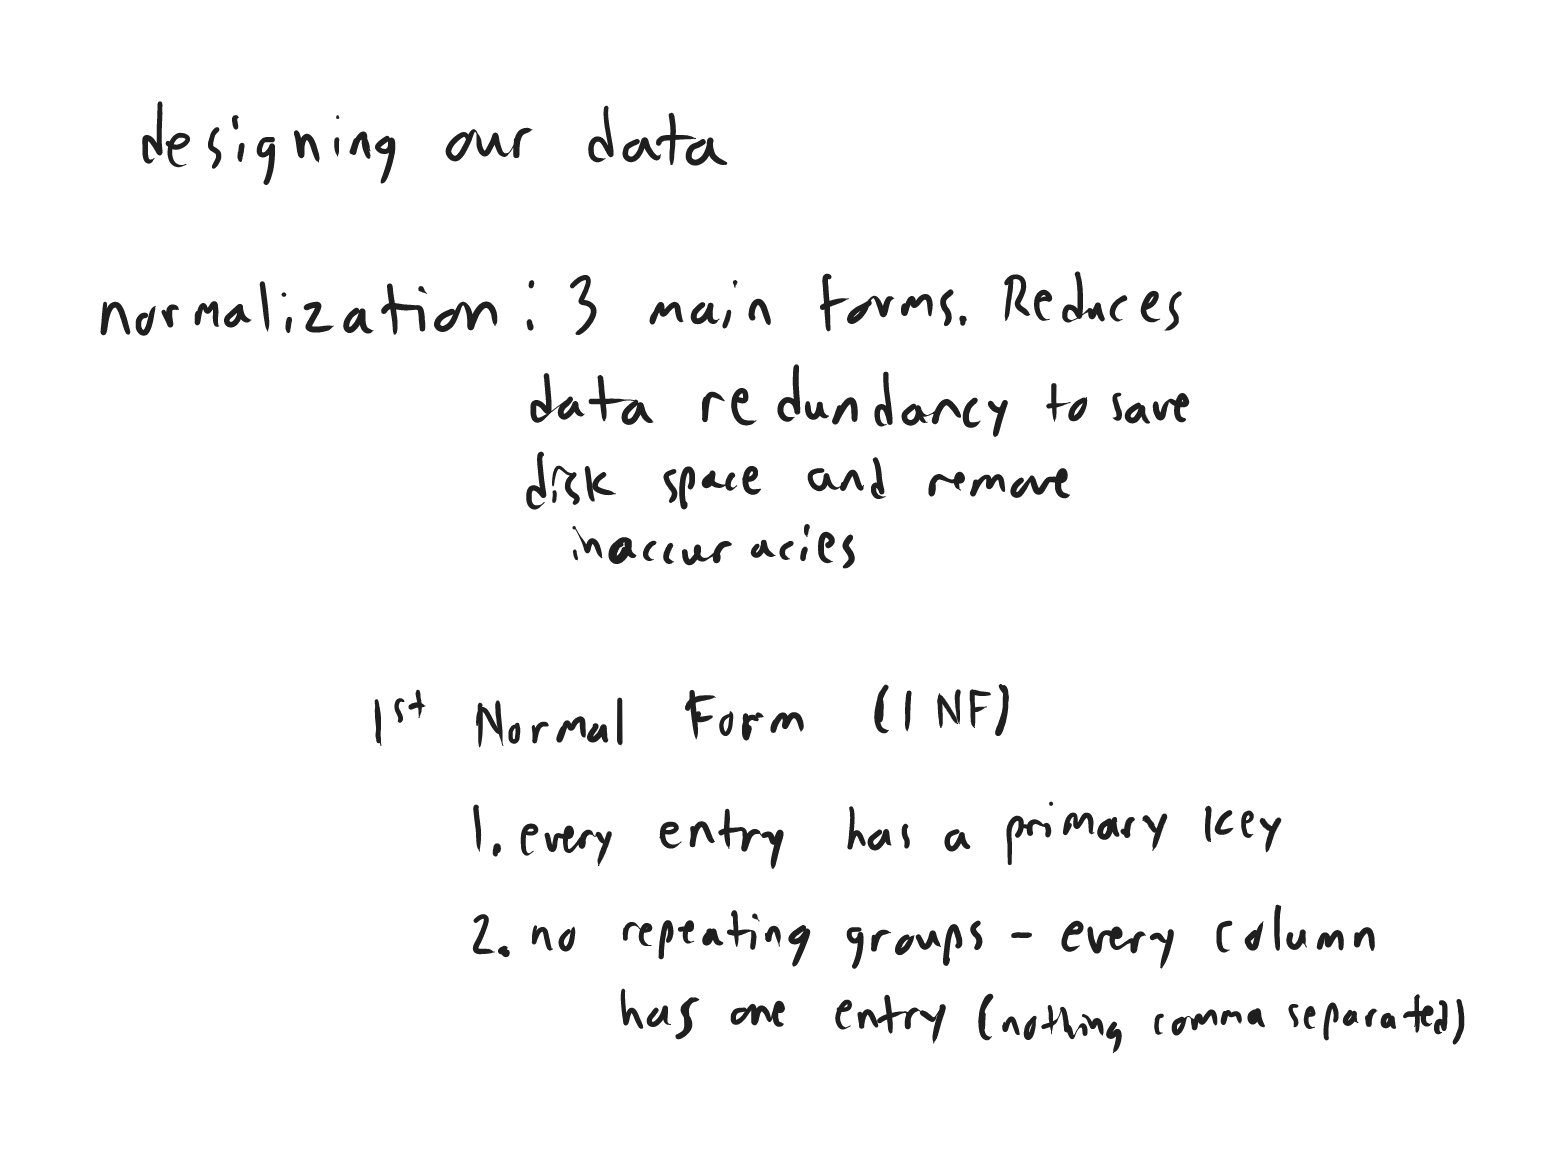 designing our data
normalization: 3 main forms. Reduces
data redundancy to save
disk space and remove
inaccuracies
1st Normal Form (1NF)
1. every entry has a primary key
2. no repeating groups - every column
has one entry (nothing comma separated)